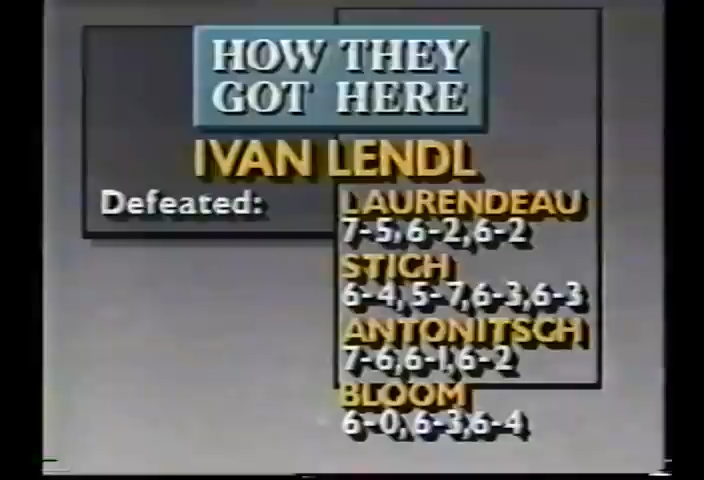 HOW THEY
GOT HERE
IVAN LENDL
Defeated:
LAURENDEAU
7-5,6-2,6-2
STICH
6-4, 5-7,6-3,6-3
ANTONITSCH
7-6,6-1,6-2
BLOOM
6-0,6-3,6-4